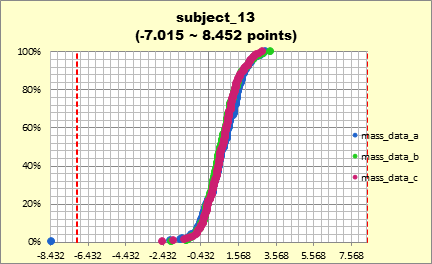 subject_13
(-7.015 ~ 8.452 points)
100%
80%
60%
40%
20%
0%
mass_data_a
mass_data_b
mass_data_c
-8.432 -6.432 -4.432 -2.432 -0.432 1.568 3.568 5.568 7.568